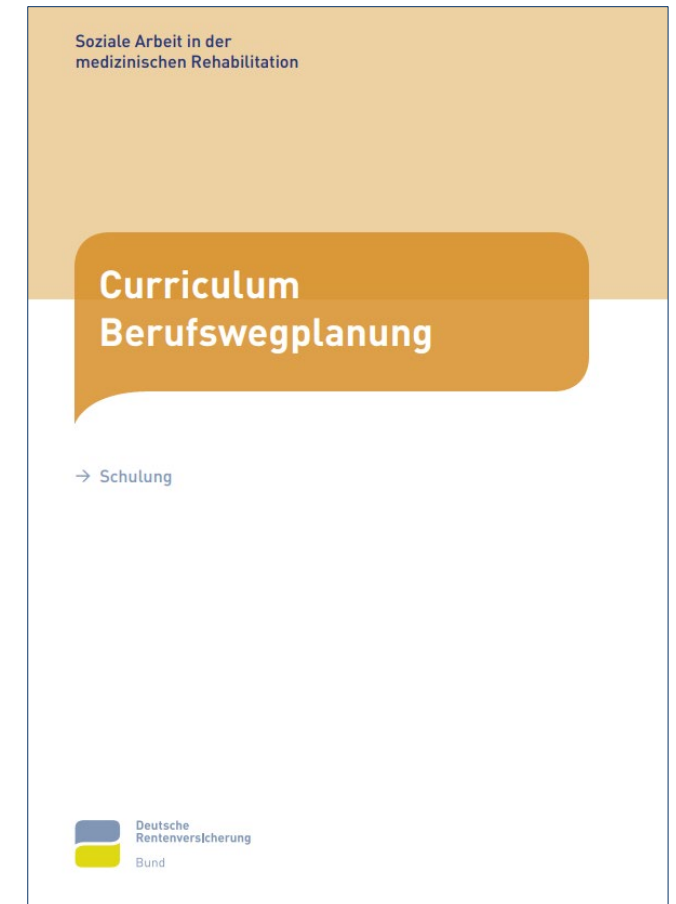 Soziale Arbeit in der
medizinischen Rehabilitation
Curriculum
Berufswegplanung
→ Schulung
Deutsche
Rentenversicherung
Bund